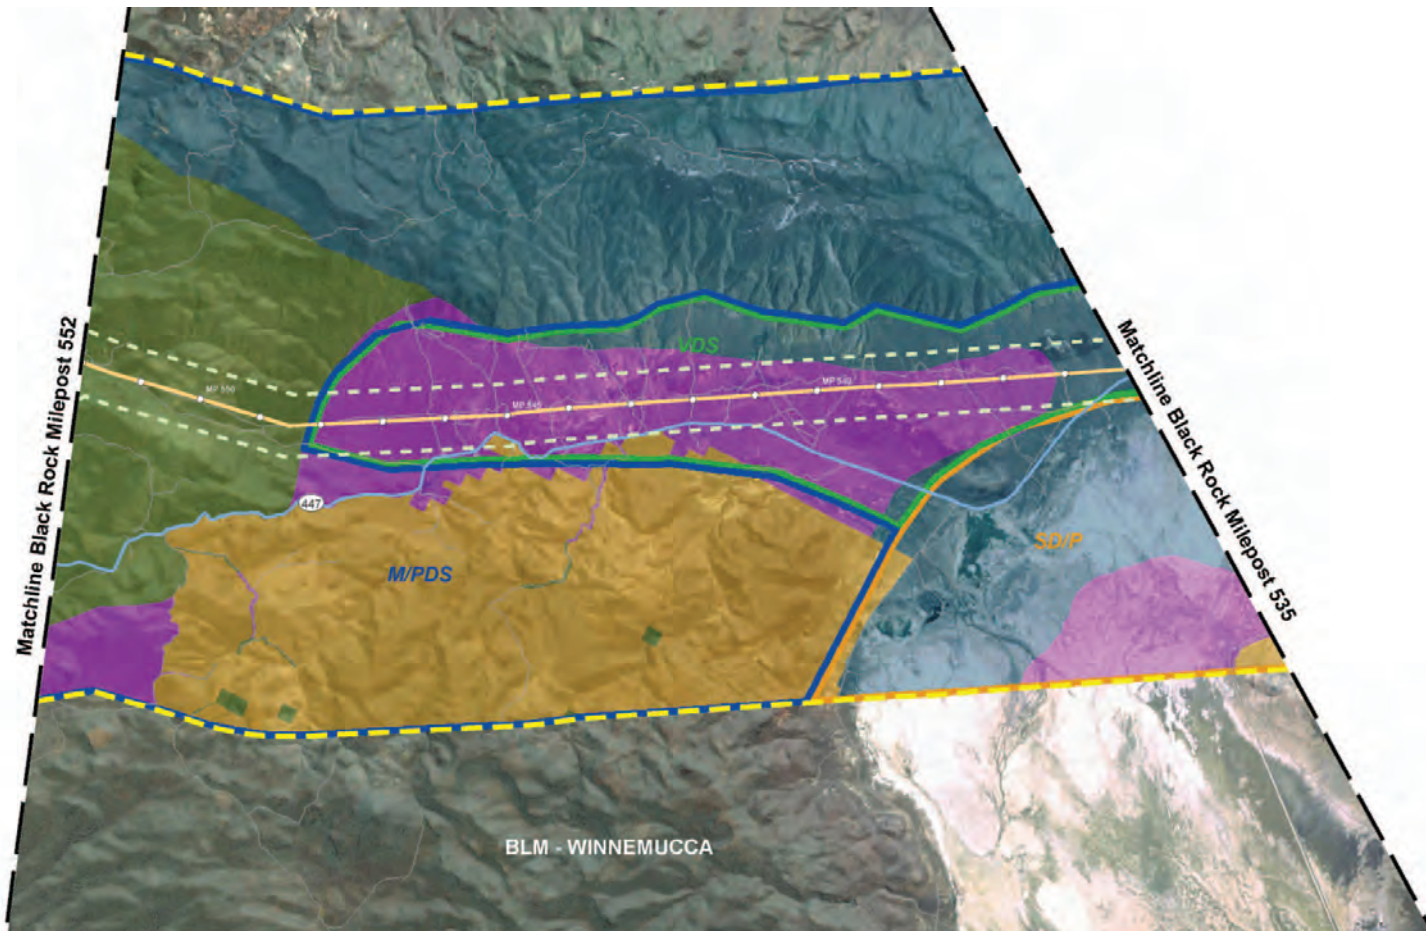 Matchline Black Rock Milepost 552
Matchline Black Rock Milepost 535
VDS
MP 550
MP 545
MP 540
447
SD/P
M/PDS
BLM - WINNEMUCCA